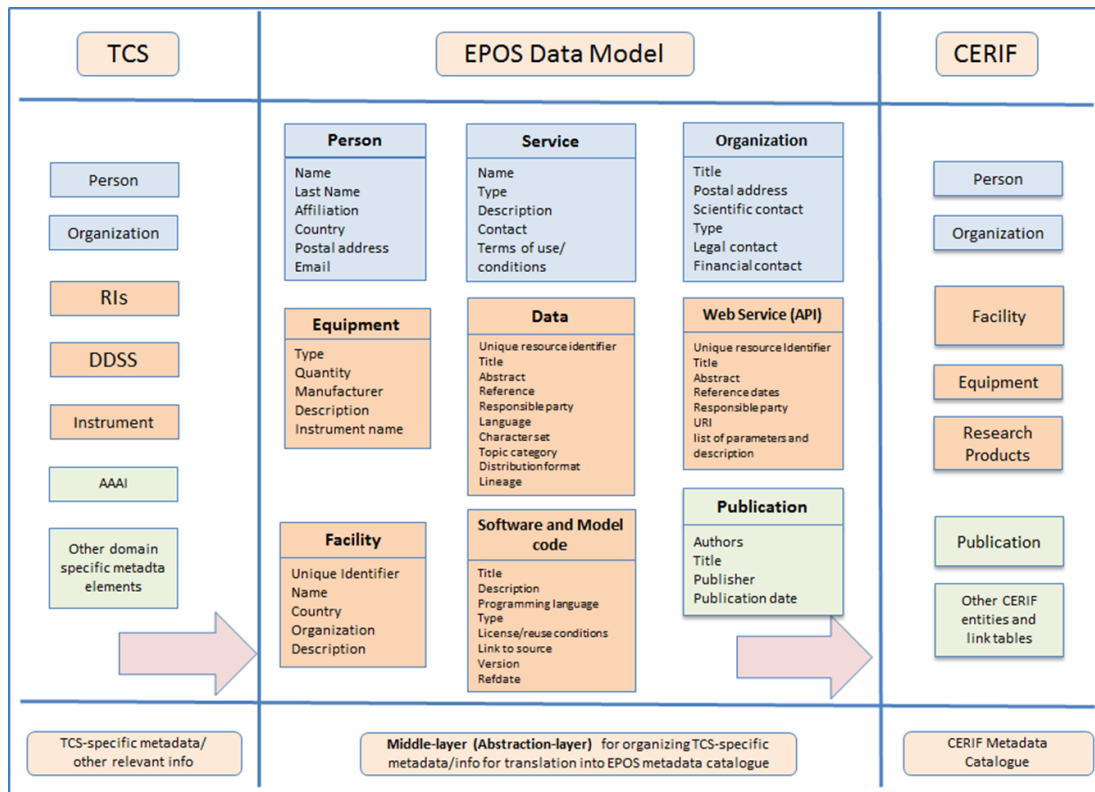 TCS
EPOS Data Model
CERIF
Person
Organization
RIs
DDSS
Instrument
AAAI
Other domain
specific metadta
elements
Person
Name
Last Name
Affiliation
Country
Postal address
Email
Service
Name
Type
Description
Contact
Terms of use/
conditions
Organization
Title
Postal address
Scientific contact
Type
Legal contact
Financial contact
Equipment
Type
Quantity
Manufacturer
Description
Instrument name
Data
Unique resource identifier
Title
Abstract
Reference
Responsible party
Language
Character set
Topic category
Distribution format
Lineage
Web Service (API)
Unique resource Identifier
Title
Abstract
Reference dates
Responsible party
URI
list of parameters and
description
Facility
Unique Identifier
Name
Country
Organization
Description
Software and Model
code
Title
Description
Programming language
Type
License/reuse conditions
Link to source
Version
Refdate
Publication
Authors
Title
Publisher
Publication date
Person
Organization
Facility
Equipment
Research
Products
Publication
Other CERIF
entities and
link tables
TCS-specific metadata/
other relevant info
Middle-layer (Abstraction-layer) for organizing TCS-specific
metadata/info for translation into EPOS metadata catalogue
CERIF Metadata
Catalogue